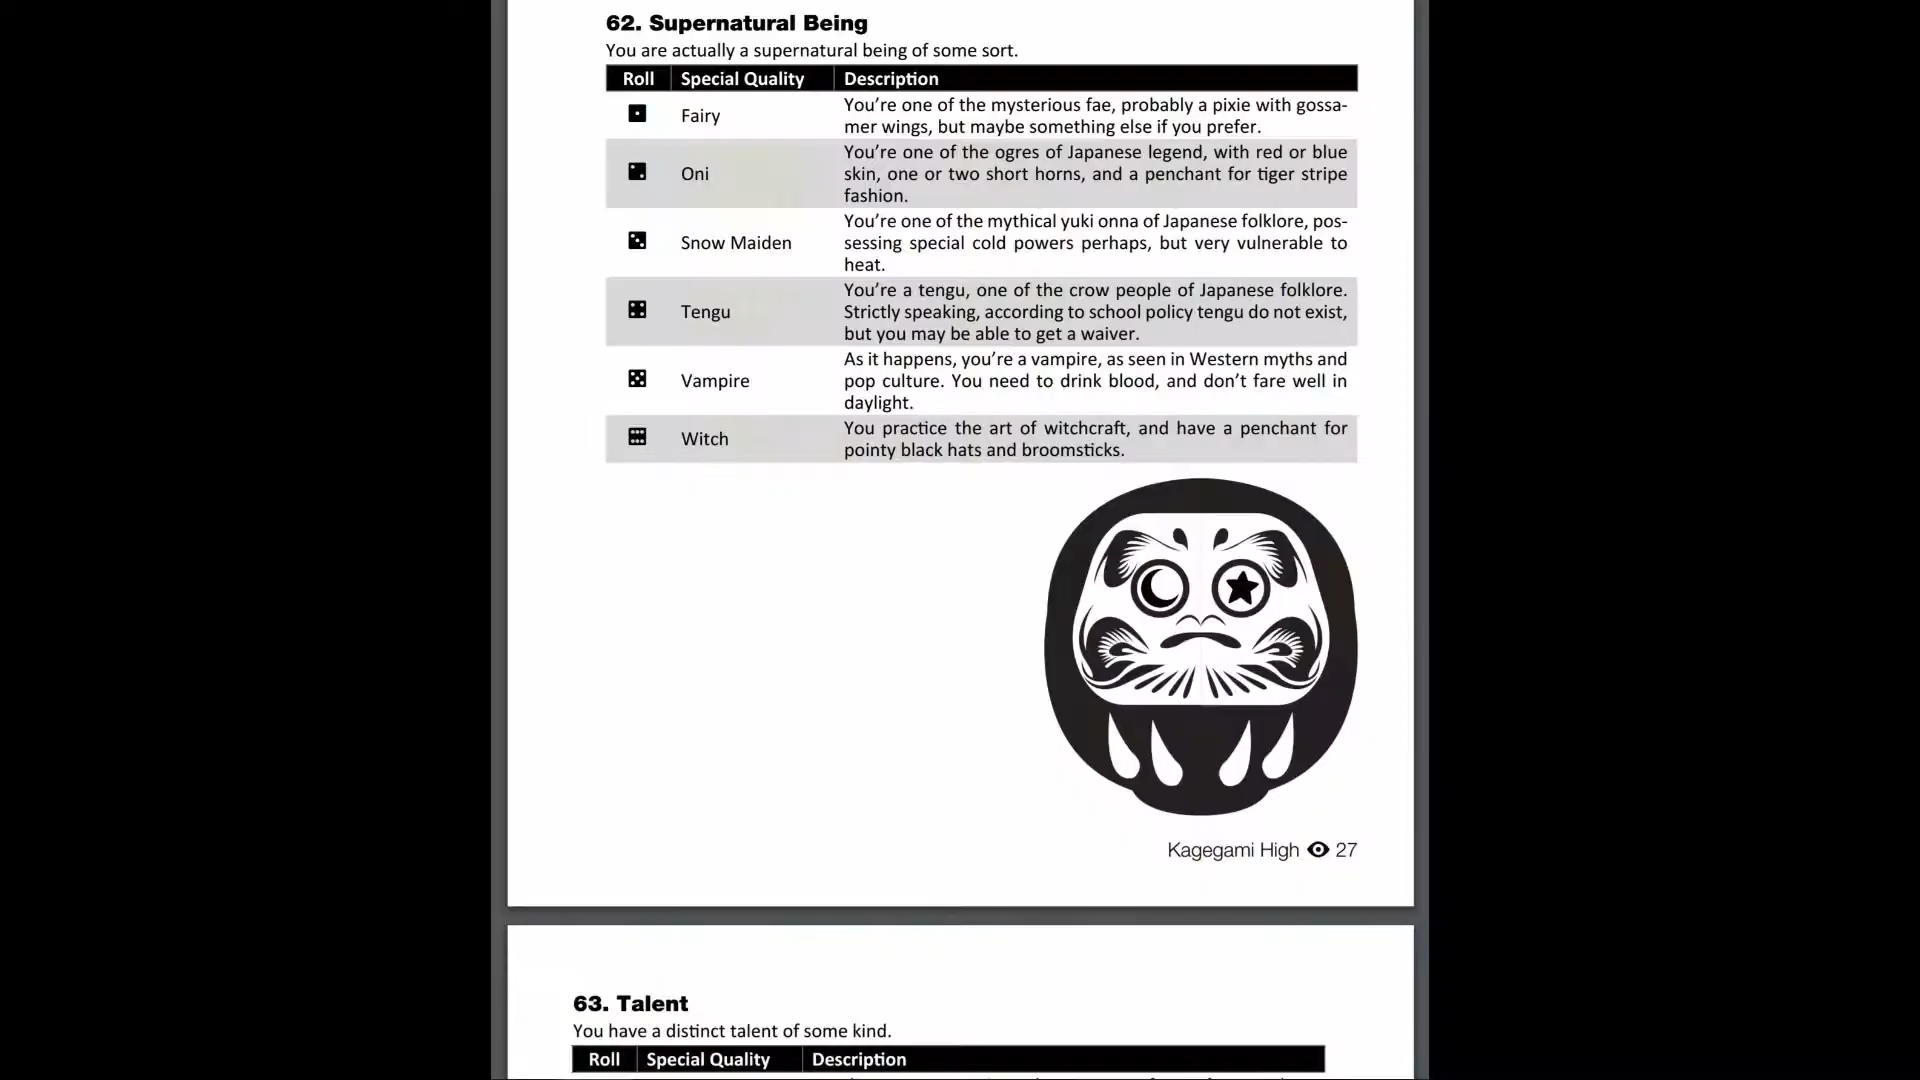 62. Supernatural Being
You are actually a supernatural being of some sort.
Roll Special Quality Description
Fairy
You're one of the mysterious fae, probably a pixie with gossa-
mer wings, but maybe something else if you prefer.
Oni
You're one of the ogres of Japanese legend, with red or blue
skin, one or two short horns, and a penchant for tiger stripe
fashion.
Snow Maiden
You're one of the mythical yuki onna of Japanese folklore, pos-
sessing special cold powers perhaps, but very vulnerable to
heat.
Tengu
You're a tengu, one of the crow people of Japanese folklore.
Strictly speaking, according to school policy tengu do not exist,
but you may be able to get a waiver.
Vampire
As it happens, you're a vampire, as seen in Western myths and
pop culture. You need to drink blood, and don't fare well in
daylight.
Witch
You practice the art of witchcraft, and have a penchant for
pointy black hats and broomsticks.
Kagegami High 27
63. Talent
You have a distinct talent of some kind.
Roll Special Quality Description